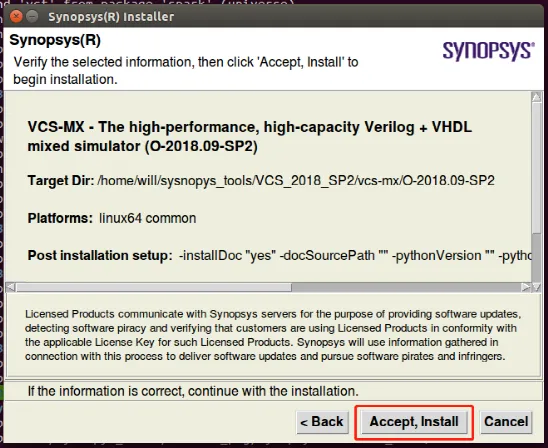 Synopsys(R) Installer
Synopsys(R)
Verify the selected information, then click 'Accept, Install' to
begin installation.
SYNOPSYS®
VCS-MX - The high-performance, high-capacity Verilog + VHDL
mixed simulator (O-2018.09-SP2)
Target Dir: /home/will/sysnopys_tools/VCS_2018_SP2/vcs-mx/O-2018.09-SP2
Platforms: linux64 common
Post installation setup: -installDoc "yes" -docSourcePath "" -pythonVersion "" -pytho
Licensed Products communicate with Synopsys servers for the purpose of providing software updates,
detecting software piracy and verifying that customers are using Licensed Products in conformity with
the applicable License Key for such Licensed Products. Synopsys will use information gathered in
connection with this process to deliver software updates and pursue software pirates and infringers.
If the information is correct, continue with the installation.
< Back Accept, Install Cancel